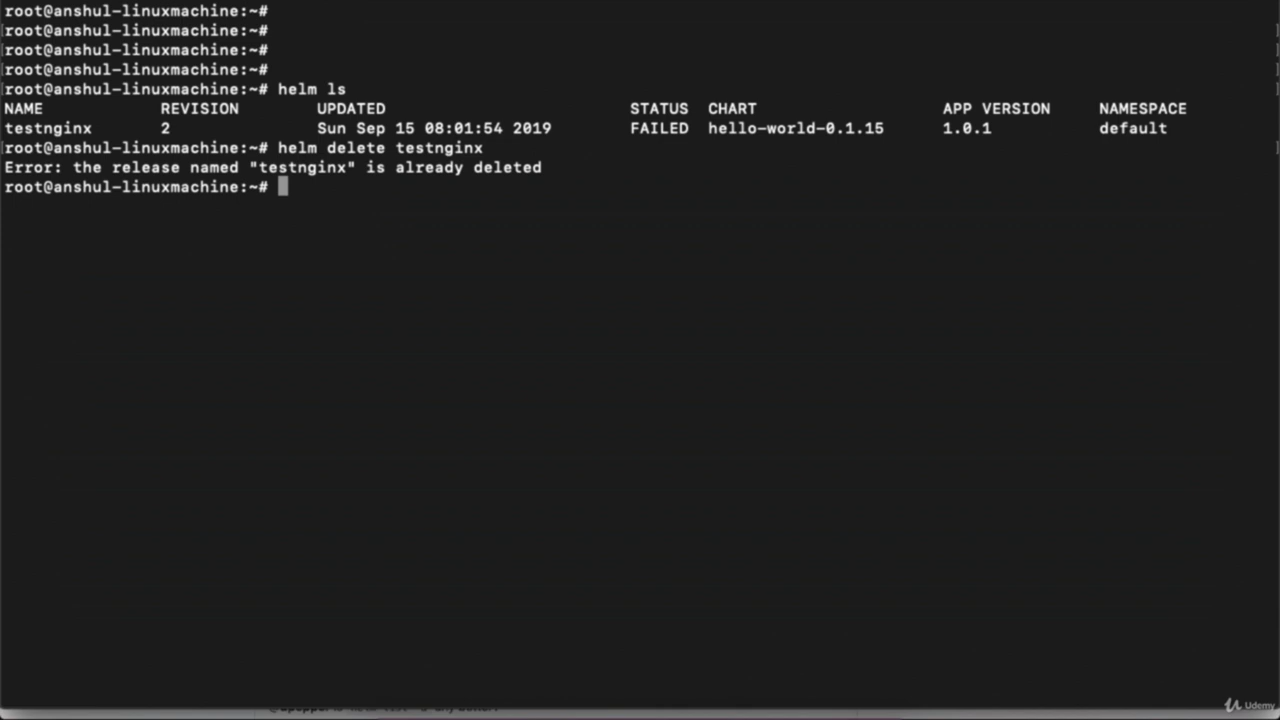 root@anshul-linuxmachine:~#
root@anshul-linuxmachine:~#
root@anshul-linuxmachine:~#
root@anshul-linuxmachine:~#
root@anshul-linuxmachine:~# helm ls
NAME REVISION UPDATED STATUS CHART APP VERSION NAMESPACE
testnginx 2 Sun Sep 15 08:01:54 2019 FAILED hello-world-0.1.15 1.0.1 default
root@anshul-linuxmachine:~# helm delete testnginx
Error: the release named "testnginx" is already deleted
root@anshul-linuxmachine:~#
Udemy